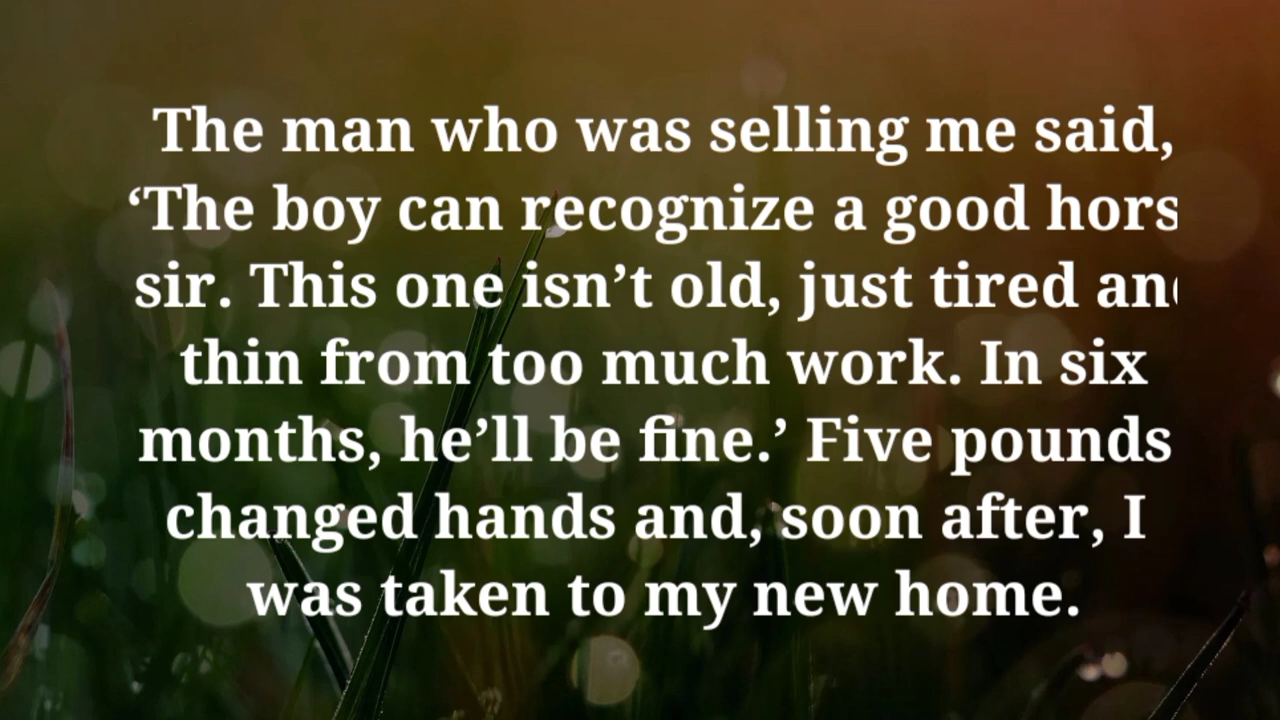 The man who was selling me said,
‘The boy can recognize a good hors
sir. This one isn’t old, just tired an
thin from too much work. In six
months, he’ll be fine.’ Five pounds
changed hands and, soon after, I
was taken to my new home.